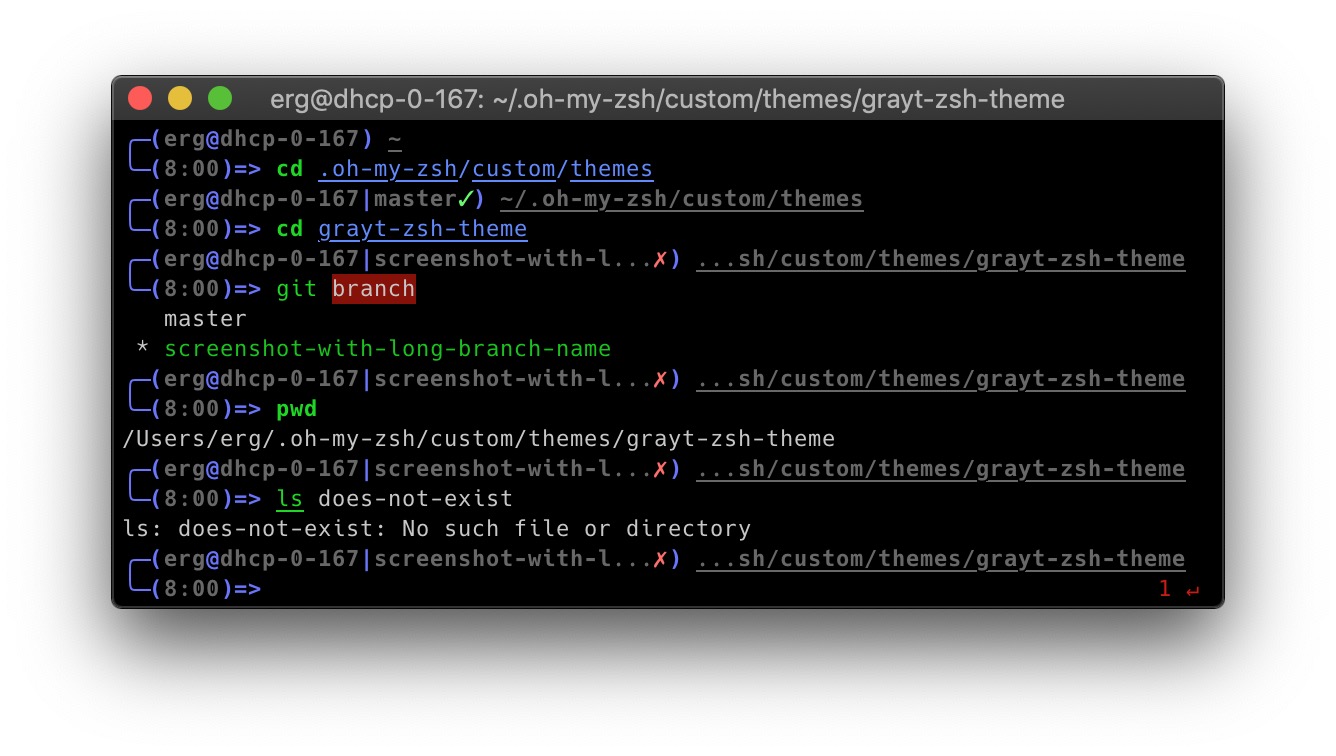 erg@dhcp-0-167: ~/.oh-my-zsh/custom/themes/grayt-zsh-theme
╭─(erg@dhcp-0-167) ~
╰─(8:00)=> cd .oh-my-zsh/custom/themes
╭─(erg@dhcp-0-167|master✓) ~/.oh-my-zsh/custom/themes
╰─(8:00)=> cd grayt-zsh-theme
╭─(erg@dhcp-0-167|screenshot-with-l...✗) ...sh/custom/themes/grayt-zsh-theme
╰─(8:00)=> git branch
   master
 * screenshot-with-long-branch-name
╭─(erg@dhcp-0-167|screenshot-with-l...✗) ...sh/custom/themes/grayt-zsh-theme
╰─(8:00)=> pwd
/Users/erg/.oh-my-zsh/custom/themes/grayt-zsh-theme
╭─(erg@dhcp-0-167|screenshot-with-l...✗) ...sh/custom/themes/grayt-zsh-theme
╰─(8:00)=> ls does-not-exist
ls: does-not-exist: No such file or directory
╭─(erg@dhcp-0-167|screenshot-with-l...✗) ...sh/custom/themes/grayt-zsh-theme
╰─(8:00)=> 1 ↵